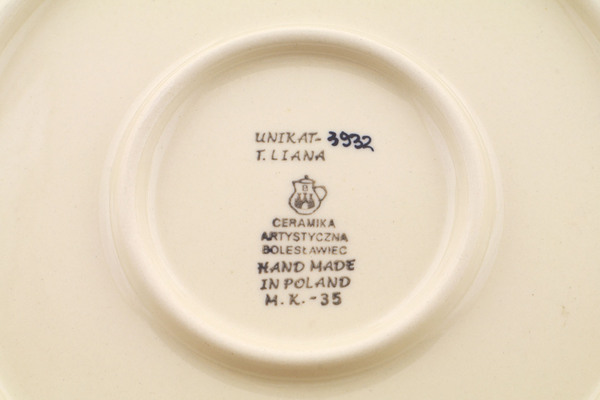 UNIKAT-3932
T. LIANA
B
CERAMIKA
ARTYSTYCZNA
BOLESŁAWIEC
HAND MADE
IN POLAND
M. K. -35